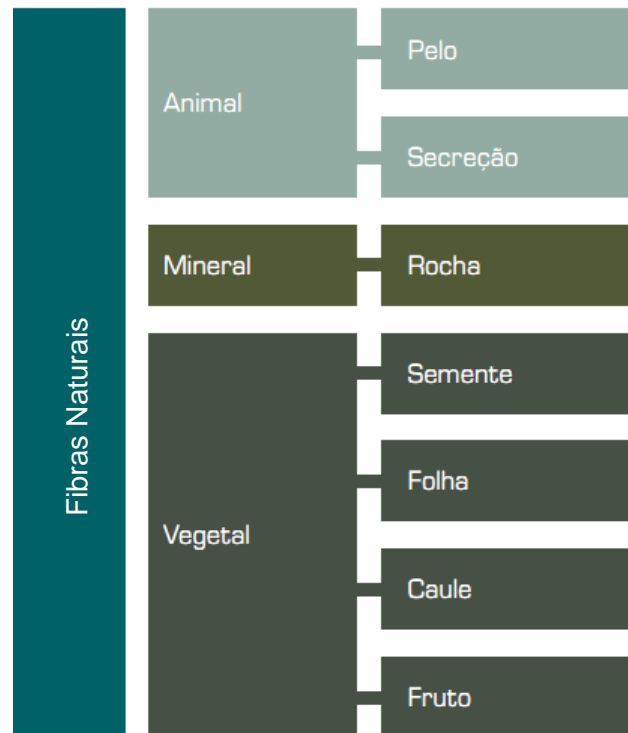 Fibras Naturais
Animal
Pelo
Secreção
Mineral
Rocha
Vegetal
Semente
Folha
Caule
Fruto